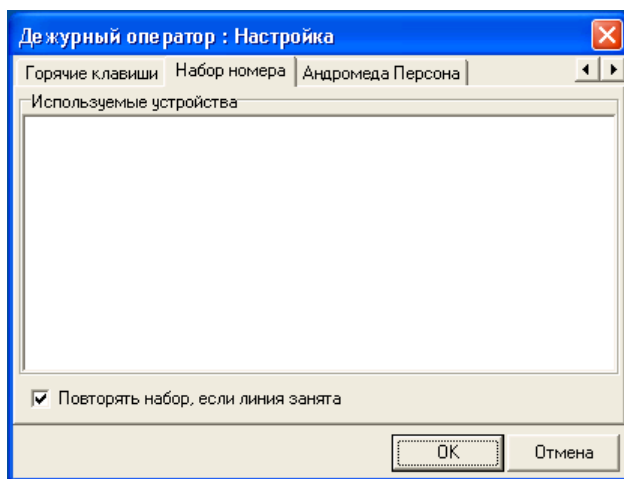 Дежурный оператор : Настройка
Горячие клавиши Набор номера Андромеда Персона
Используемые устройства
Повторять набор, если линия занята
OK Отмена